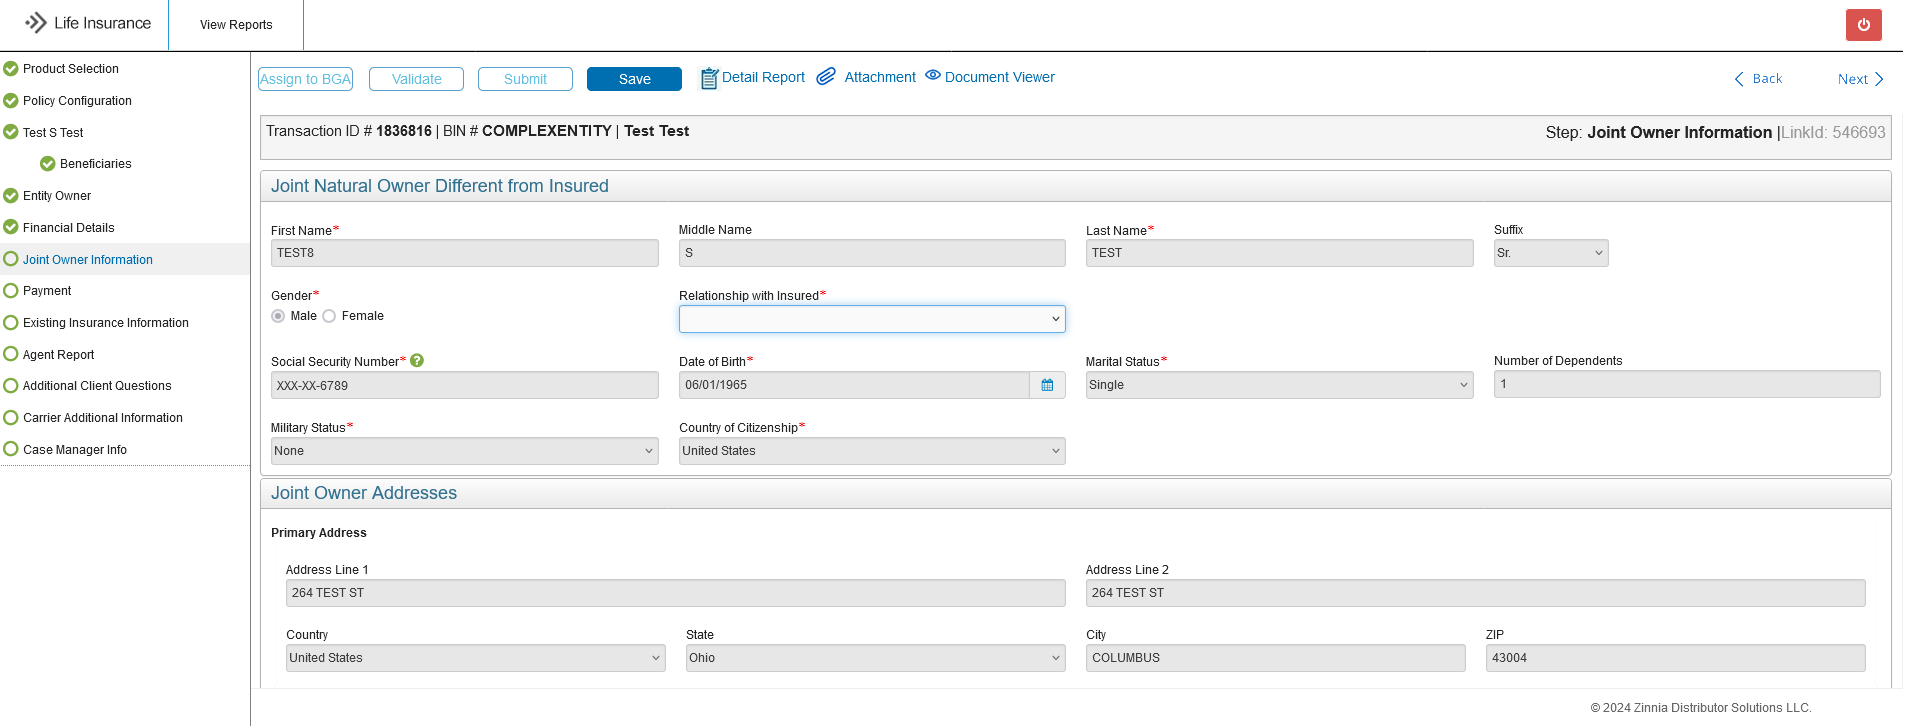 Life Insurance
View Reports
Product Selection
Policy Configuration
Test S Test
Beneficiaries
Entity Owner
Financial Details
Joint Owner Information
Payment
Existing Insurance Information
Agent Report
Additional Client Questions
Carrier Additional Information
Case Manager Info
Assign to BGA Validate Submit Save Detail Report Attachment Document Viewer Back Next
Transaction ID # 1836816 | BIN # COMPLEXENTITY | Test Test
Step: Joint Owner Information |LinkId: 546693
Joint Natural Owner Different from Insured
First Name* Middle Name Last Name* Suffix
TEST8 S TEST Sr.
Gender* Relationship with Insured*
Male Female
Social Security Number* ? Date of Birth* Marital Status* Number of Dependents
XXX-XX-6789 06/01/1965 Single 1
Military Status* Country of Citizenship*
None United States
Joint Owner Addresses
Primary Address
Address Line 1 Address Line 2
264 TEST ST 264 TEST ST
Country State City ZIP
United States Ohio COLUMBUS 43004
© 2024 Zinnia Distributor Solutions LLC.